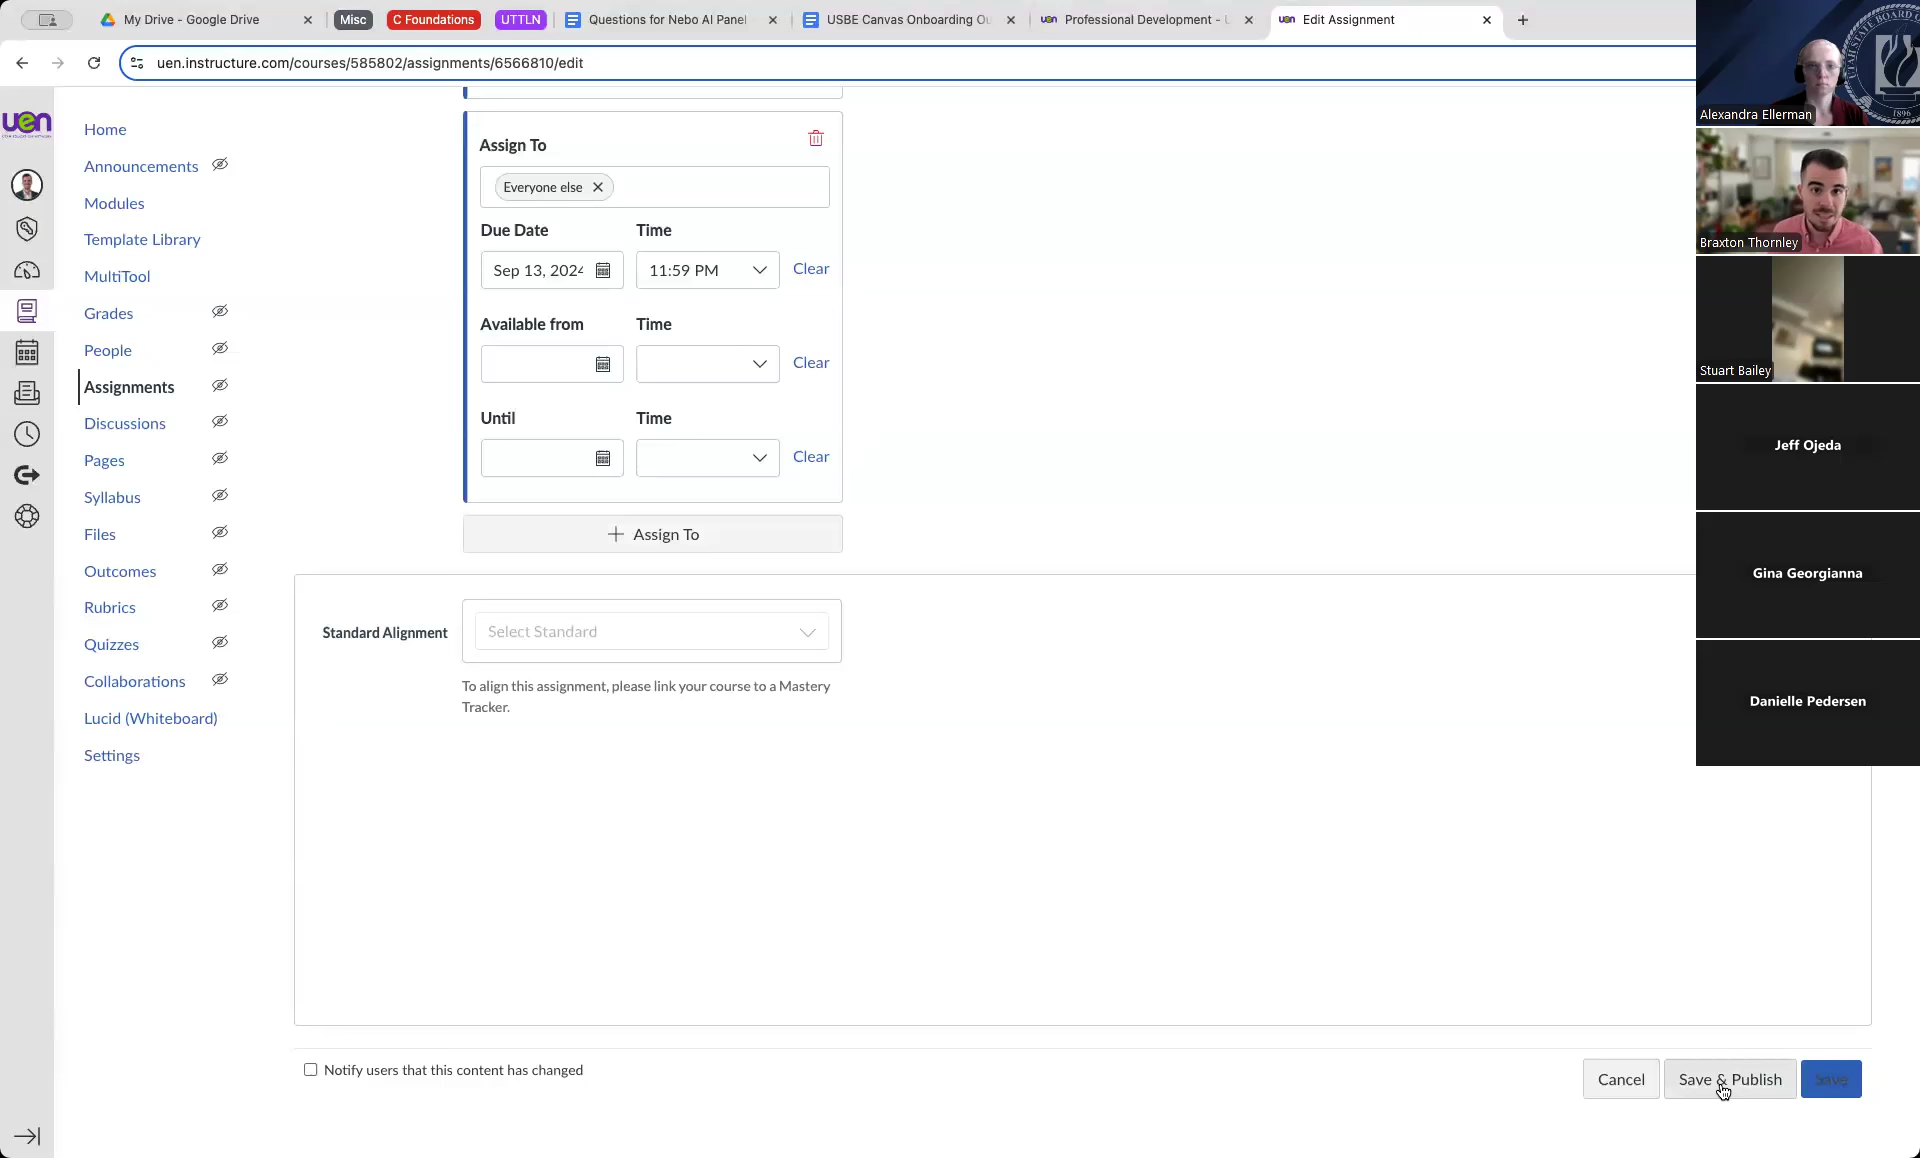 My Drive - Google Drive
Misc
C Foundations
UTTLN
Questions for Nebo AI Panel
USBE Canvas Onboarding Ou
Professional Development -
Edit Assignment
uen.instructure.com/courses/585802/assignments/6566810/edit
uen
Home
Announcements
Modules
Template Library
MultiTool
Grades
People
Assignments
Discussions
Pages
Syllabus
Files
Outcomes
Rubrics
Quizzes
Collaborations
Lucid (Whiteboard)
Settings
Assign To
Everyone else
Due Date Time
Sep 13, 2024 11:59 PM Clear
Available from Time
Clear
Until Time
Clear
+ Assign To
Standard Alignment
Select Standard
To align this assignment, please link your course to a Mastery
Tracker.
Notify users that this content has changed
Cancel
Save & Publish
Save
Alexandra Ellerman
1896
Braxton Thornley
Stuart Bailey
Jeff Ojeda
Gina Georgianna
Danielle Pedersen